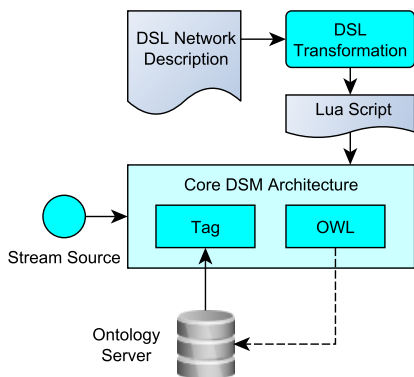 DSL Network
Description
DSL
Transformation
Lua Script
Core DSM Architecture
Tag
OWL
Stream Source
Ontology
Server